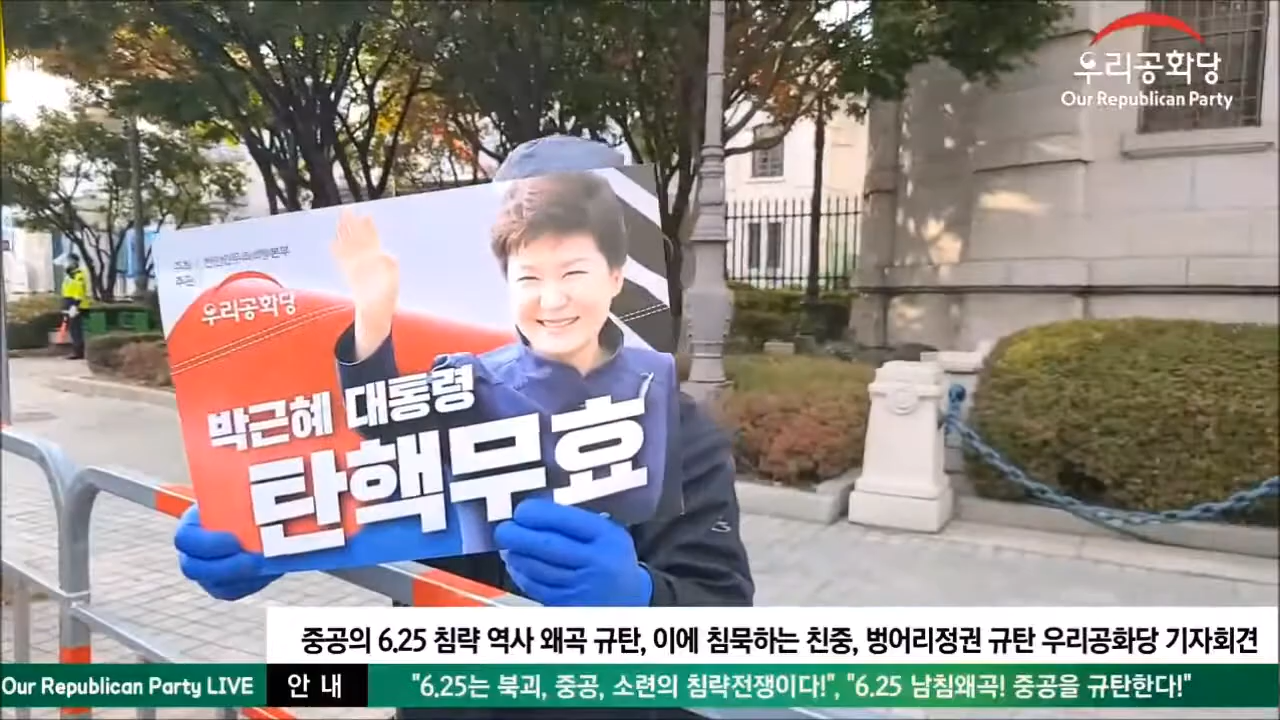 우리공화당
Our Republican Party
주최
주관
우리공화당
박근혜 대통령
탄핵무효
중공의 6.25 침략 역사 왜곡 규탄, 이에 침묵하는 친중, 벙어리정권 규탄 우리공화당 기자회견
Our Republican Party LIVE
안 내
"6.25는 북괴, 중공, 소련의 침략전쟁이다!", "6.25 남침왜곡! 중공을 규탄한다!"